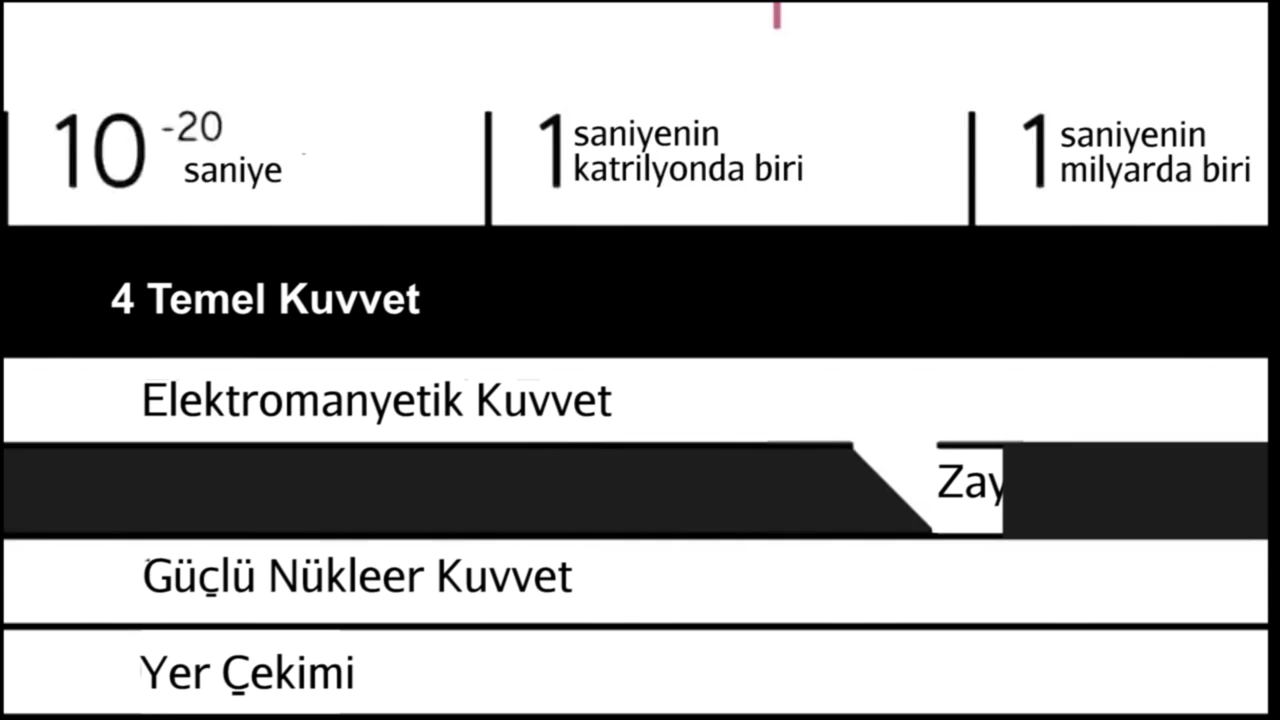 10 -20 saniye
1 saniyenin katrilyonda biri
1 saniyenin milyarda biri
4 Temel Kuvvet
Elektromanyetik Kuvvet
Zay
Güçlü Nükleer Kuvvet
Yer Çekimi